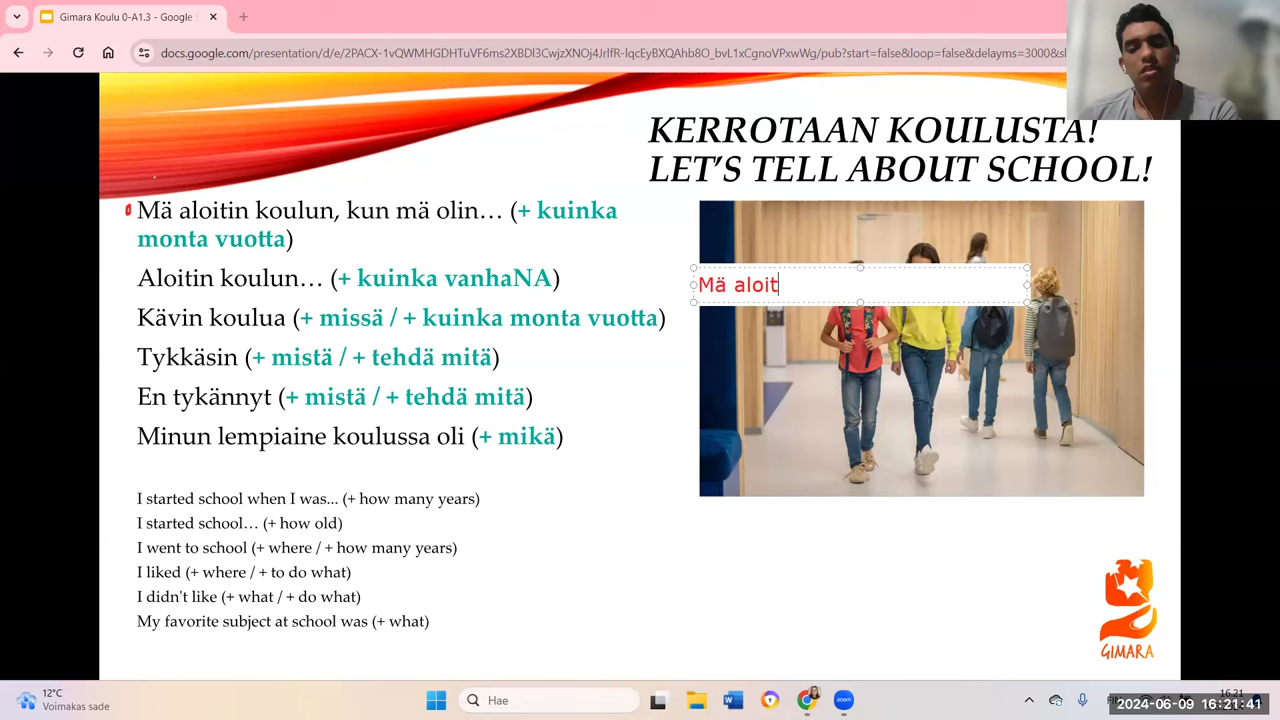 Gimara Koulu 0-A1.3 - Google S
docs.google.com/presentation/d/e/2PACX-1vQWMHGDHTuVF6ms2XBDl3CwjzXNOj4JrIfR-lqcEyBXQAhb8O_bvL1xCgnoVPxwWg/pub?start=false&loop=false&delayms=3000&sl
KERROTAAN KOULUSTA!
LET'S TELL ABOUT SCHOOL!
Mä aloitin koulun, kun mä olin… (+ kuinka
monta vuotta)
Aloitin koulun… (+ kuinka vanhaNA)
Kävin koulua (+ missä / + kuinka monta vuotta)
Tykkäsin (+ mistä / + tehdä mitä)
En tykännyt (+ mistä / + tehdä mitä)
Minun lempiaine koulussa oli (+ mikä)
Mä aloit
I started school when I was... (+ how many years)
I started school… (+ how old)
I went to school (+ where / + how many years)
I liked (+ where / + to do what)
I didn't like (+ what / + do what)
My favorite subject at school was (+ what)
GIMARA
12°C
Voimakas sade
Hae
zoom
16.21
2024-06-09 16:21:41